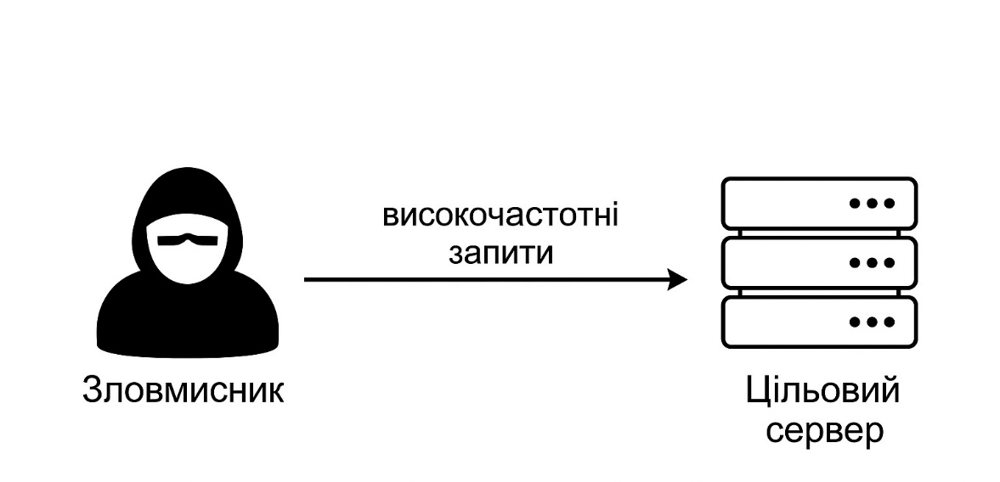 високочастотні
запити
Зловмисник
Цільовий
сервер